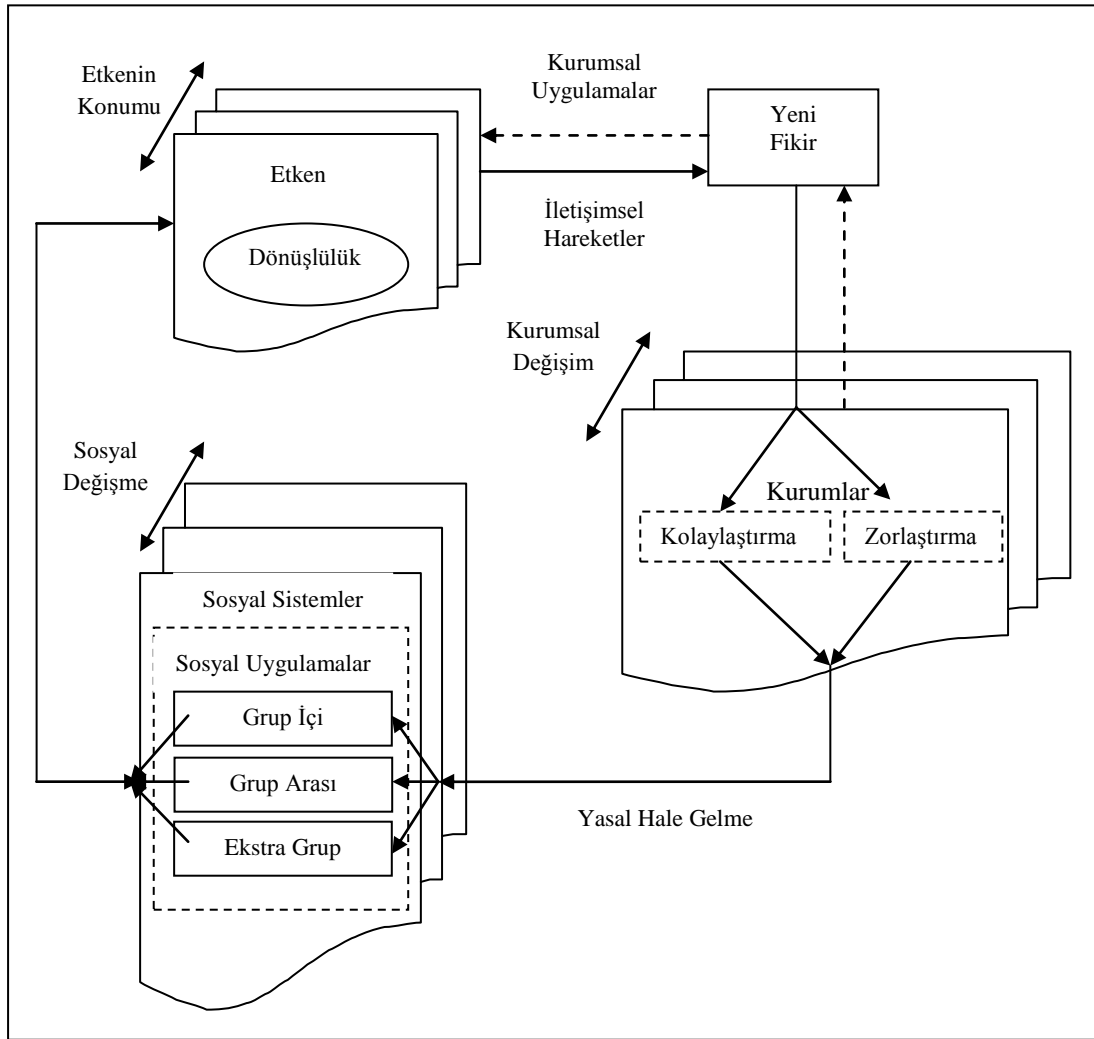 Etkenin
Konumu
Kurumsal
Uygulamalar
Yeni
Fikir
Etken
Dönüşlülük
İletişimsel
Hareketler
Kurumsal
Değişim
Sosyal
Değişme
Kurumlar
Kolaylaştırma
Zorlaştırma
Sosyal Sistemler
Sosyal Uygulamalar
Grup İçi
Grup Arası
Ekstra Grup
Yasal Hale Gelme